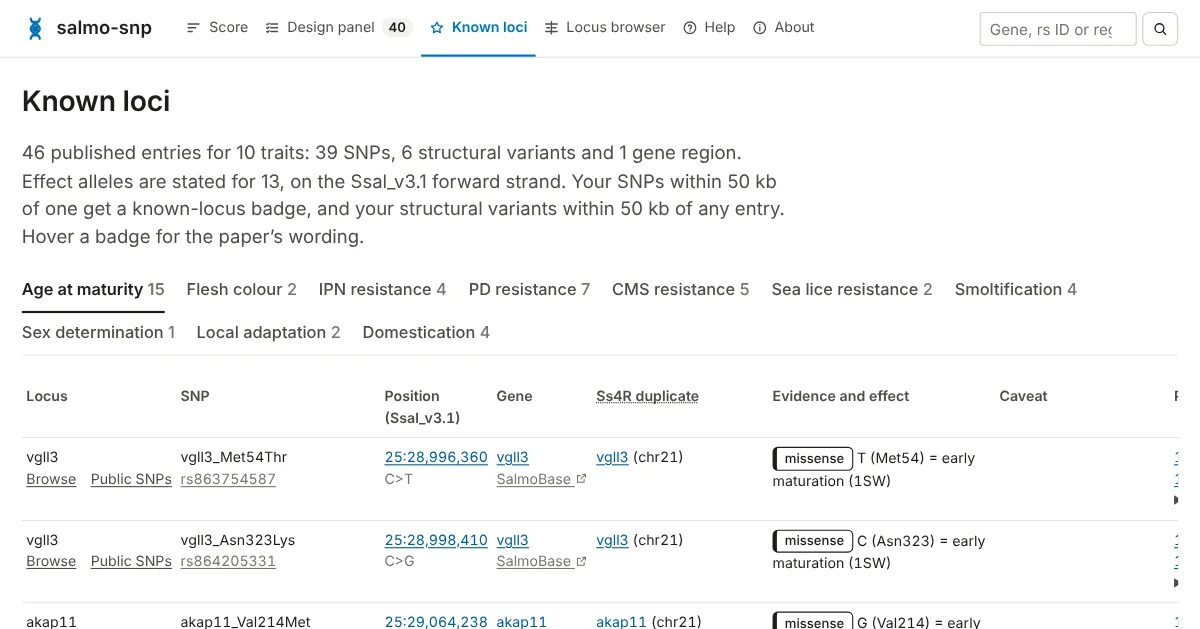 salmo-snp
Score
Design panel 40
Known loci
Locus browser
Help
About
Gene, rs ID or reg
Known loci
46 published entries for 10 traits: 39 SNPs, 6 structural variants and 1 gene region.
Effect alleles are stated for 13, on the Ssal_v3.1 forward strand. Your SNPs within 50 kb
of one get a known-locus badge, and your structural variants within 50 kb of any entry.
Hover a badge for the paper’s wording.
Age at maturity 15 Flesh colour 2 IPN resistance 4 PD resistance 7 CMS resistance 5 Sea lice resistance 2 Smoltification 4
Sex determination 1 Local adaptation 2 Domestication 4
Locus SNP Position Gene Ss4R duplicate Evidence and effect Caveat
(Ssal_v3.1)
vgll3 vgll3_Met54Thr 25:28,996,360 vgll3 vgll3 (chr21) missense T (Met54) = early
Browse Public SNPs rs863754587 C>T SalmoBase maturation (1SW)
vgll3 vgll3_Asn323Lys 25:28,998,410 vgll3 vgll3 (chr21) missense C (Asn323) = early
Browse Public SNPs rs864205331 C>G SalmoBase maturation (1SW)
akap11 akap11_Val214Met 25:29,064,238 akap11 akap11 (chr21) missense G (Val214) = early